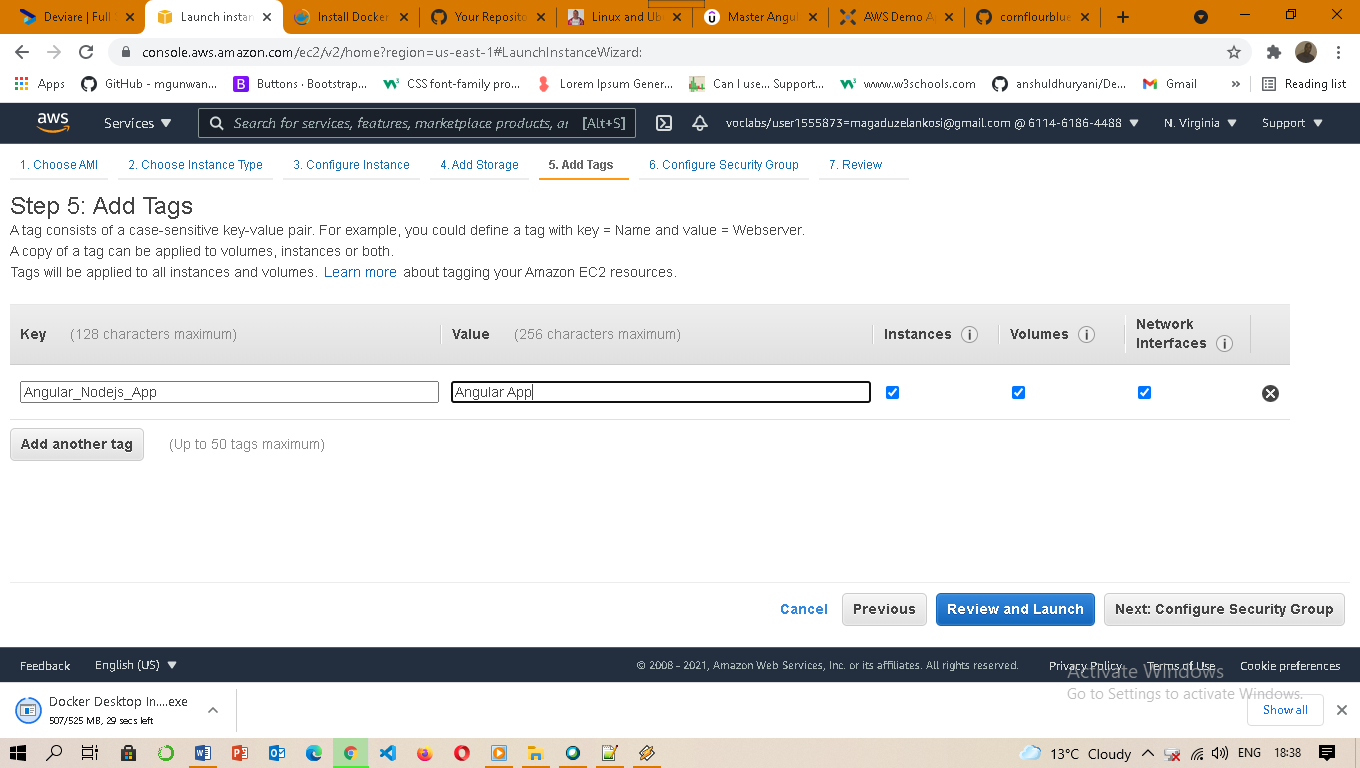 Deviare | Full
Launch instan
Install Docker
Your Reposito
Linux and Ub
Master Angul
AWS Demo A
cornflourblue
console.aws.amazon.com/ec2/v2/home?region=us-east-1#LaunchInstanceWizard:
Apps
GitHub - mgunwan...
Buttons · Bootstrap...
CSS font-family pro...
Lorem Ipsum Gener...
Can I use... Support...
www.w3schools.com
anshuldhuryani/De...
Gmail
»
Reading list
aws
Services
Search for services, features, marketplace products, ar [Alt+S]
voclabs/user1555873=magaduzelankosi@gmail.com @ 6114-6186-4488
N. Virginia
Support
1. Choose AMI
2. Choose Instance Type
3. Configure Instance
4. Add Storage
5. Add Tags
6. Configure Security Group
7. Review
Step 5: Add Tags
A tag consists of a case-sensitive key-value pair. For example, you could define a tag with key = Name and value = Webserver.
A copy of a tag can be applied to volumes, instances or both.
Tags will be applied to all instances and volumes. Learn more about tagging your Amazon EC2 resources.
Key (128 characters maximum)
Value (256 characters maximum)
Instances
Volumes
Network
Interfaces
Angular_Nodejs_App
Angular App
Add another tag
(Up to 50 tags maximum)
Cancel
Previous
Review and Launch
Next: Configure Security Group
Feedback
English (US)
© 2008 - 2021, Amazon Web Services, Inc. or its affiliates. All rights reserved.
Privacy Policy
Terms of Use
Cookie preferences
Activate Windows
Go to Settings to activate Windows.
Docker Desktop In....exe
507/525 MB, 29 secs left
Show all
13°C Cloudy
ENG
18:38